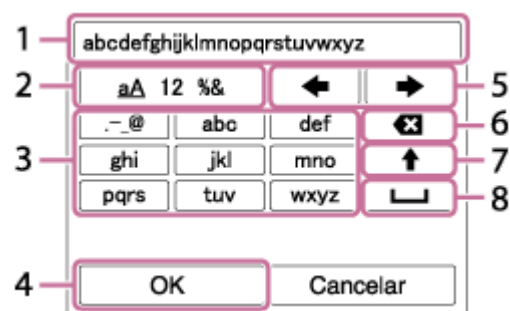 1 abcdefghijklmnopqrstuvwxyz
2 aA 12 %& 5
.-_@ abc def 6
3 ghi jkl mno 7
pqrs tuv wxyz 8
4 OK Cancelar